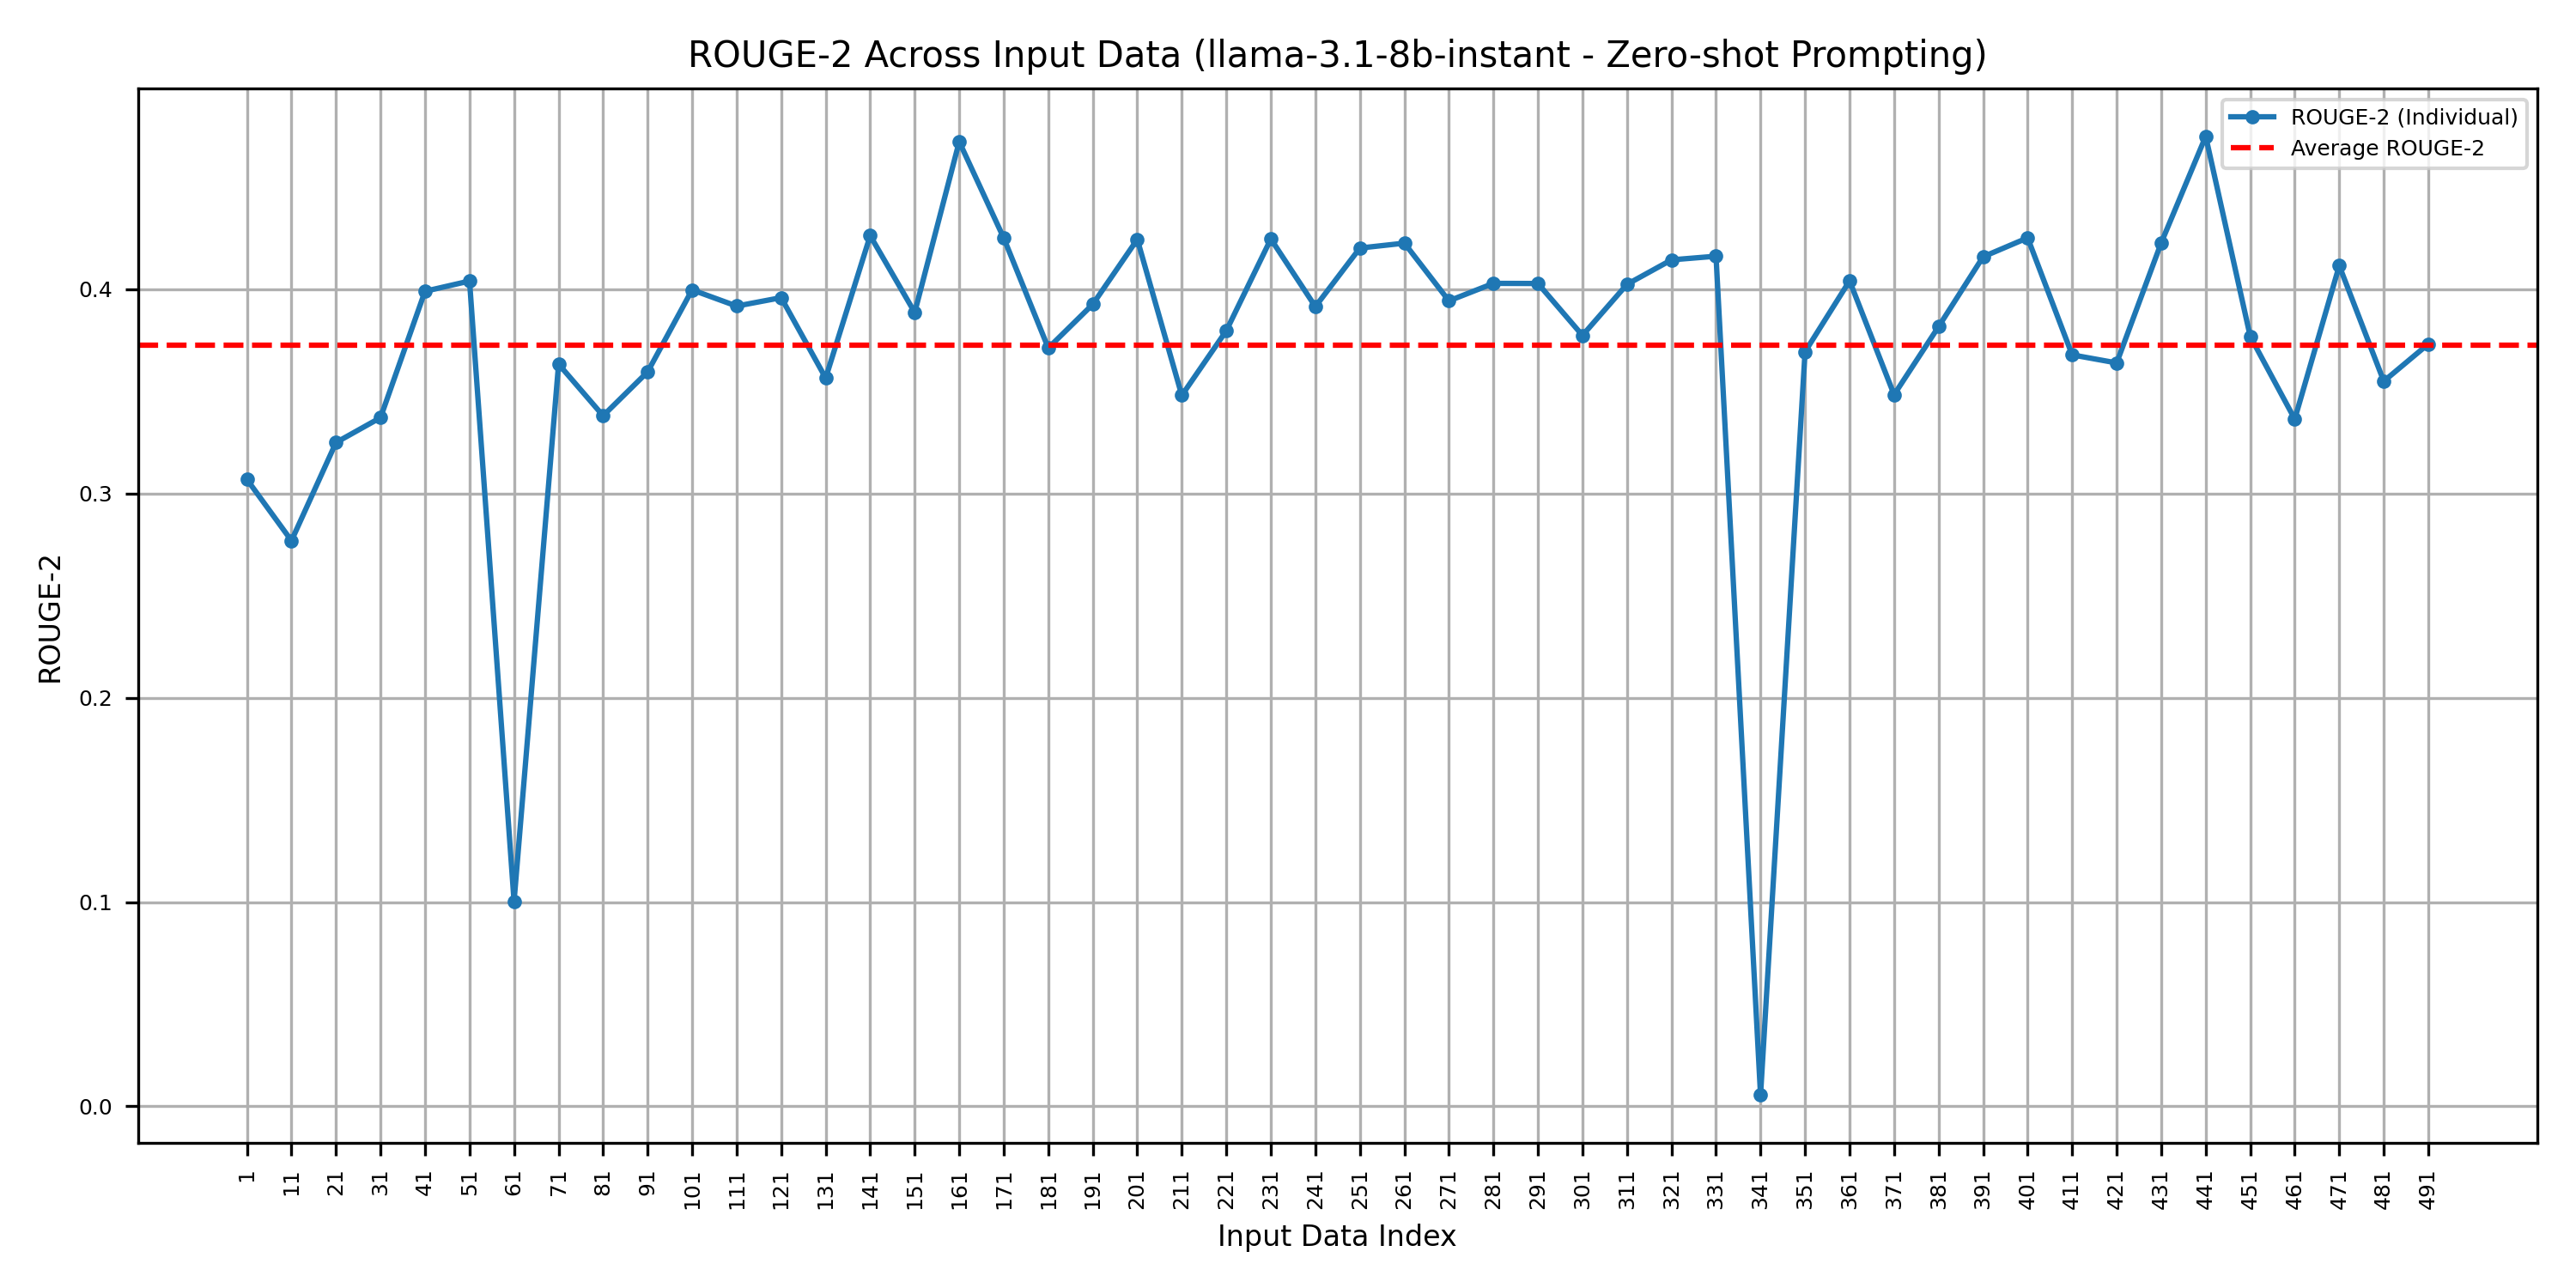 ROUGE-2 Across Input Data (llama-3.1-8b-instant - Zero-shot Prompting)
ROUGE-2 (Individual)
Average ROUGE-2
0.4
0.3
0.2
0.1
0.0
ROUGE-2
1 11 21 31 41 51 61 71 81 91 101 111 121 131 141 151 161 171 181 191 201 211 221 231 241 251 261 271 281 291 301 311 321 331 341 351 361 371 381 391 401 411 421 431 441 451 461 471 481 491
Input Data Index